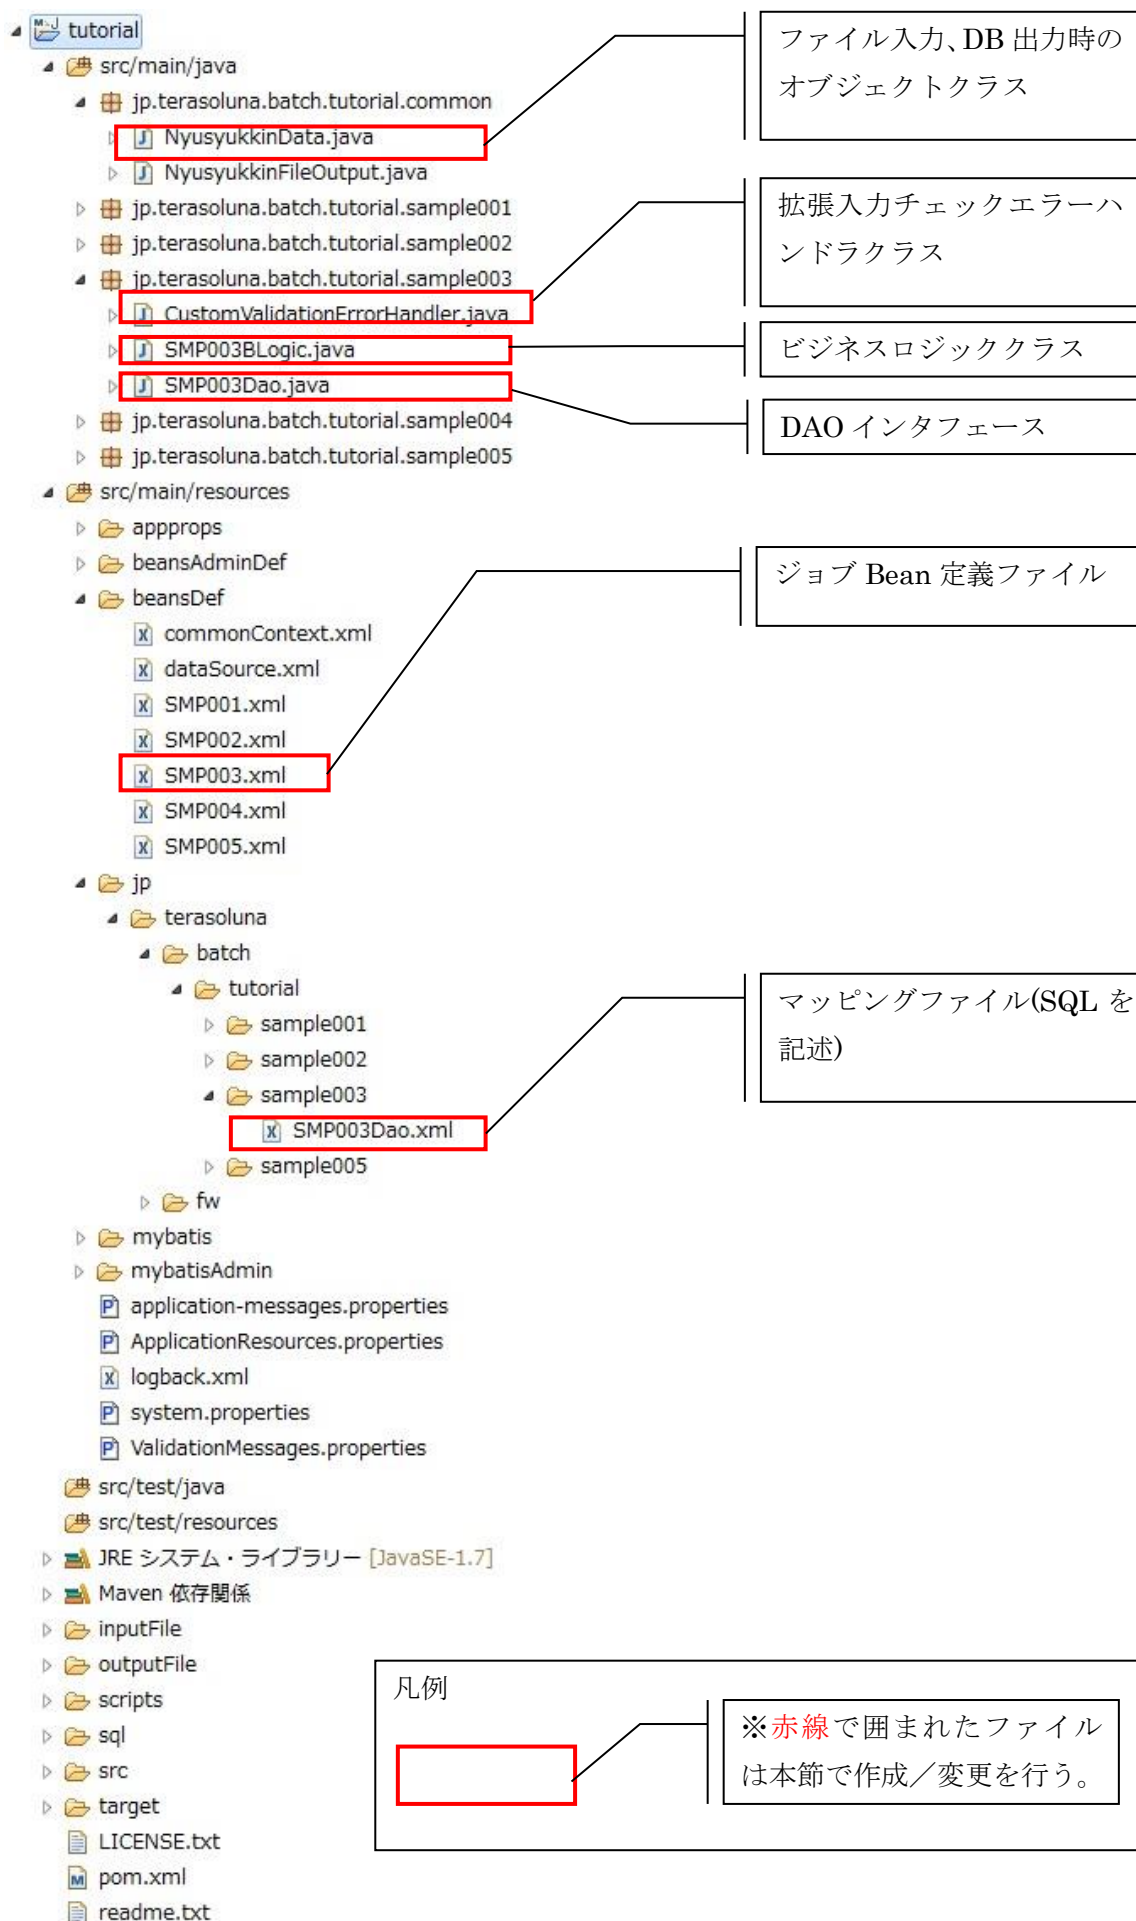 tutorial
src/main/java
jp.terasoluna.batch.tutorial.common
NyusyukkinData.java
NyusyukkinFileOutput.java
jp.terasoluna.batch.tutorial.sample001
jp.terasoluna.batch.tutorial.sample002
jp.terasoluna.batch.tutorial.sample003
CustomValidationErrorHandler.java
SMP003BLogic.java
SMP003Dao.java
jp.terasoluna.batch.tutorial.sample004
jp.terasoluna.batch.tutorial.sample005
src/main/resources
appprops
beansAdminDef
beansDef
commonContext.xml
dataSource.xml
SMP001.xml
SMP002.xml
SMP003.xml
SMP004.xml
SMP005.xml
jp
terasoluna
batch
tutorial
sample001
sample002
sample003
SMP003Dao.xml
sample005
fw
mybatis
mybatisAdmin
application-messages.properties
ApplicationResources.properties
logback.xml
system.properties
ValidationMessages.properties
src/test/java
src/test/resources
JRE システム・ライブラリー [JavaSE-1.7]
Maven 依存関係
inputFile
outputFile
scripts
sql
src
target
LICENSE.txt
pom.xml
readme.txt
ファイル入力、DB 出力時の
オブジェクトクラス
拡張入力チェックエラーハ
ンドラクラス
ビジネスロジッククラス
DAO インタフェース
ジョブ Bean 定義ファイル
マッピングファイル(SQL を
記述)
凡例
※赤線で囲まれたファイル
は本節で作成／変更を行う。